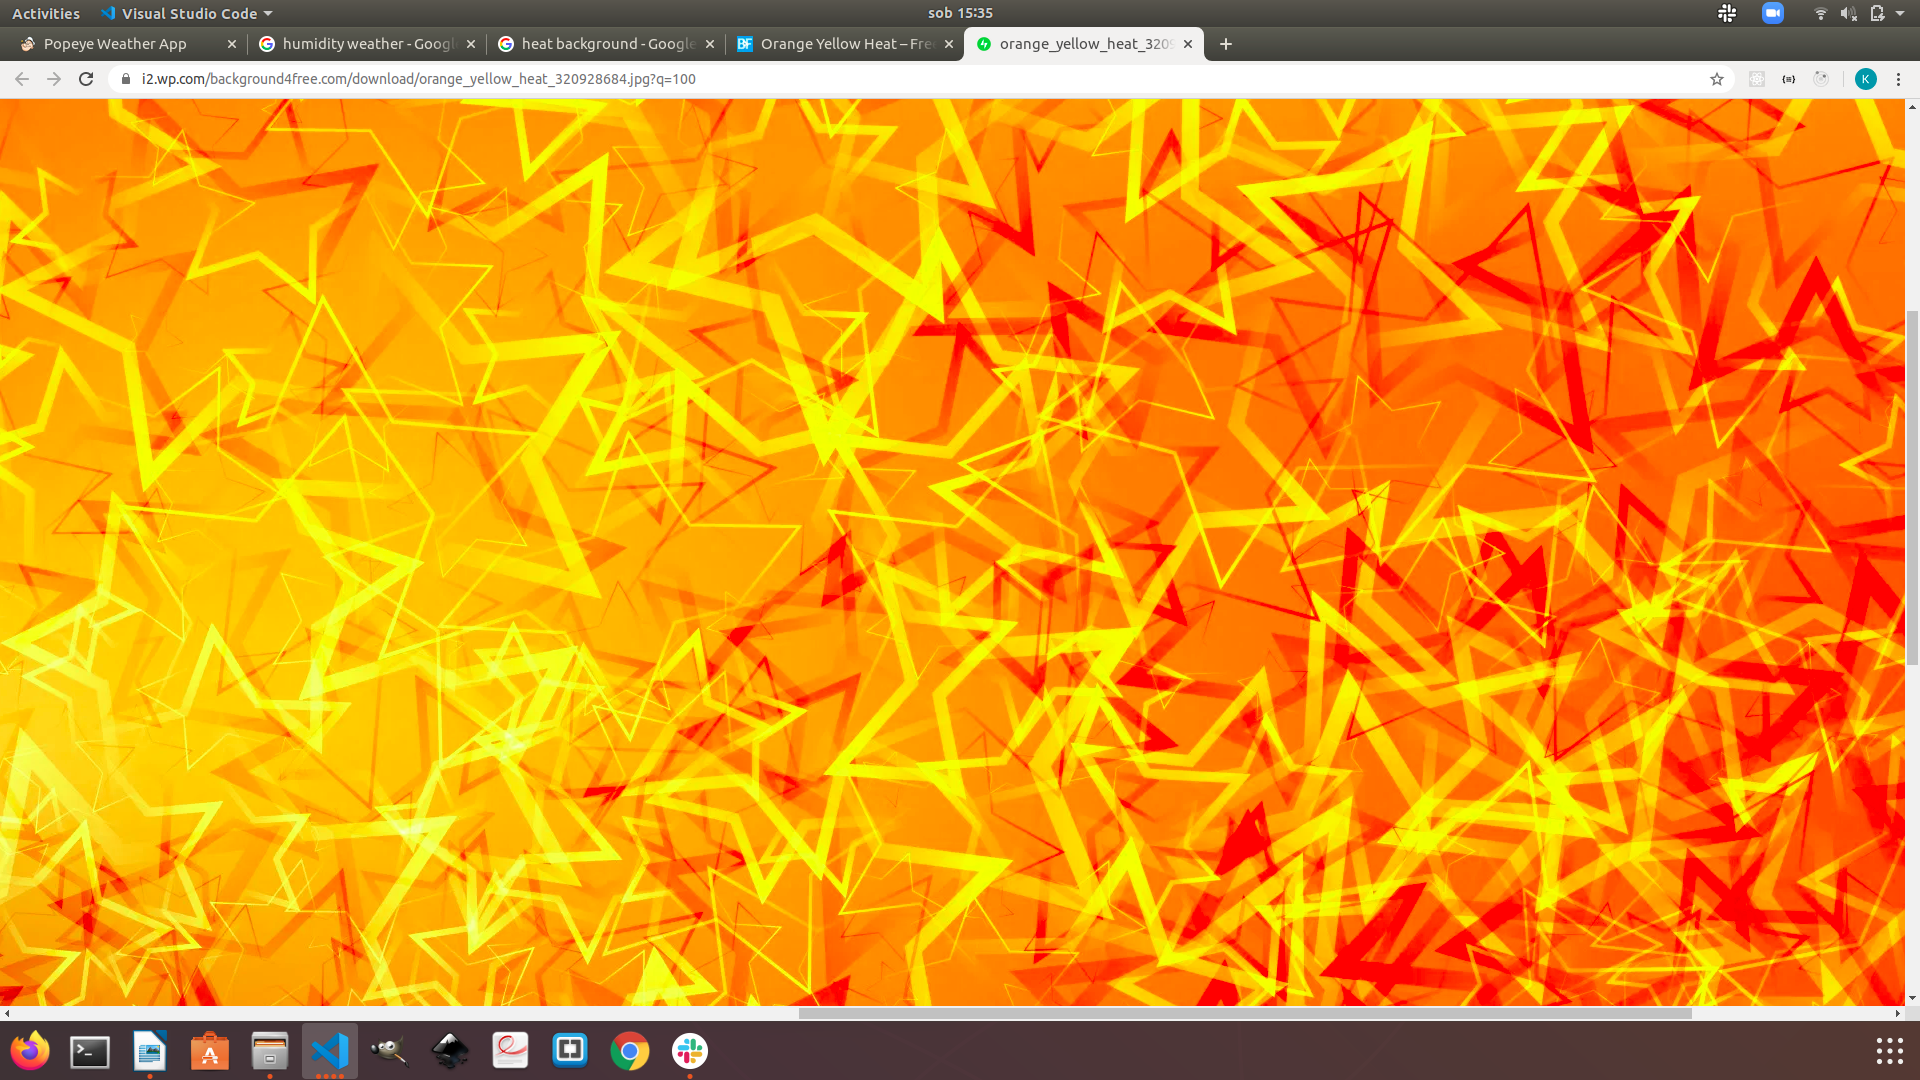 Activities Visual Studio Code sob 15:35
Popeye Weather App humidity weather - Googl heat background - Google Orange Yellow Heat – Fre orange_yellow_heat_3209
i2.wp.com/background4free.com/download/orange_yellow_heat_320928684.jpg?q=100 K